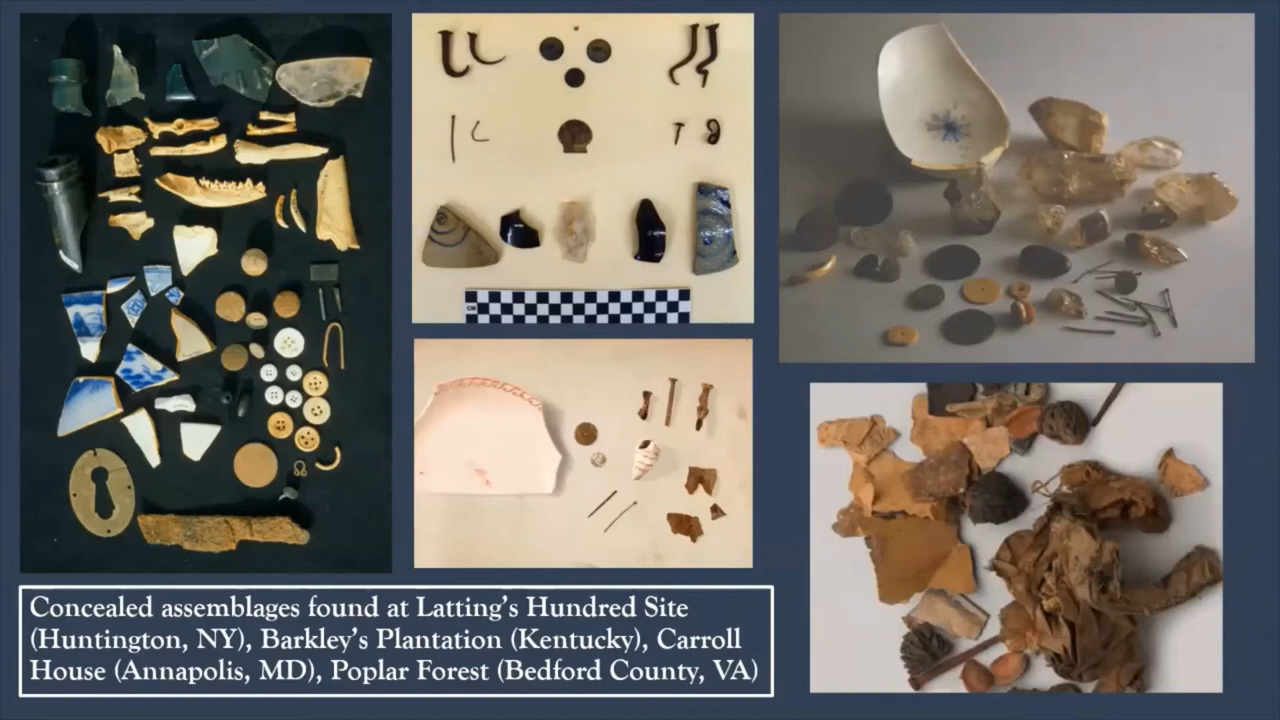 Concealed assemblages found at Latting's Hundred Site
(Huntington, NY), Barkley's Plantation (Kentucky), Carroll
House (Annapolis, MD), Poplar Forest (Bedford County, VA)